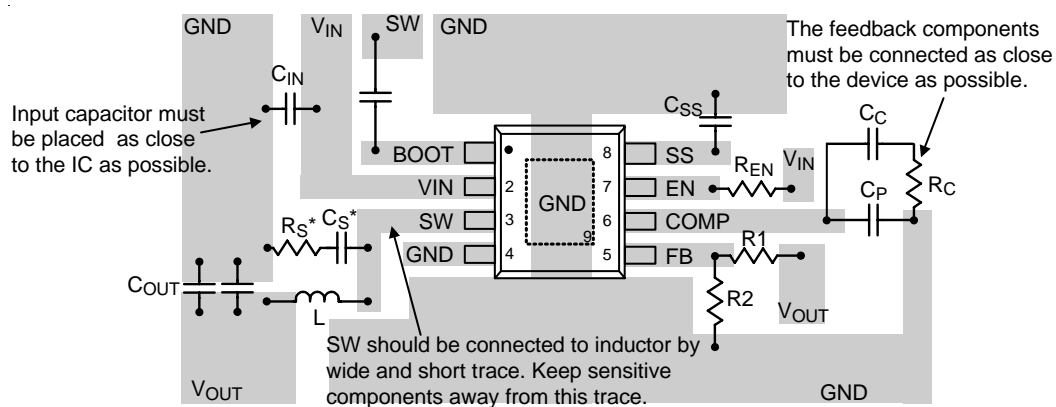 GND
VIN
SW
GND
The feedback components
must be connected as close
to the device as possible.
CIN
Input capacitor must
be placed as close
to the IC as possible.
CSS
CC
BOOT
8
SS
REN
VIN
RC
VIN
2
7
EN
CP
GND
SW
3
6
COMP
RS*
CS*
GND
4
9
5
FB
R1
COUT
R2
L
VOUT
SW should be connected to inductor by
wide and short trace. Keep sensitive
components away from this trace.
VOUT
GND